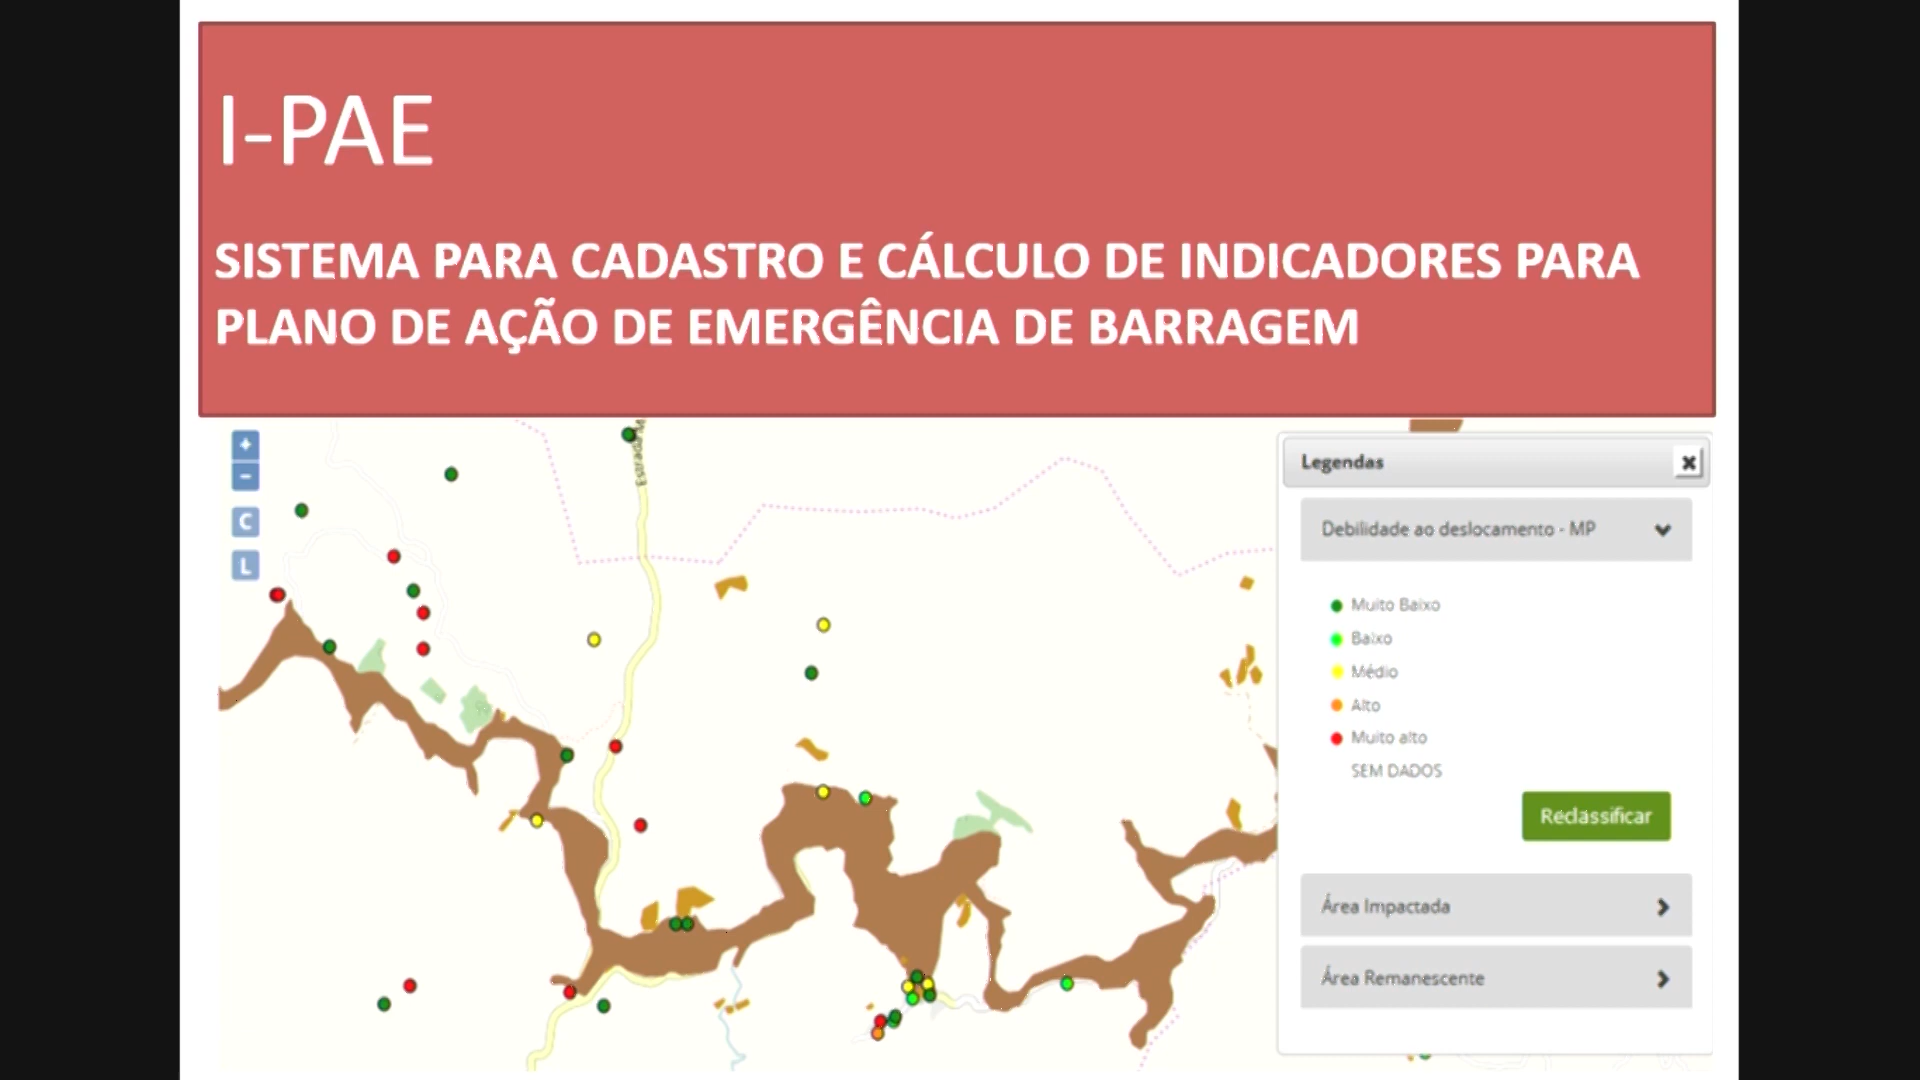 I-PAE
SISTEMA PARA CADASTRO E CÁLCULO DE INDICADORES PARA
PLANO DE AÇÃO DE EMERGÊNCIA DE BARRAGEM
+
-
C
L
Legendas
Debilidade ao deslocamento - MP
Muito Baixo
Baixo
Médio
Alto
Muito alto
SEM DADOS
Reclassificar
Área Impactada
Área Remanescente